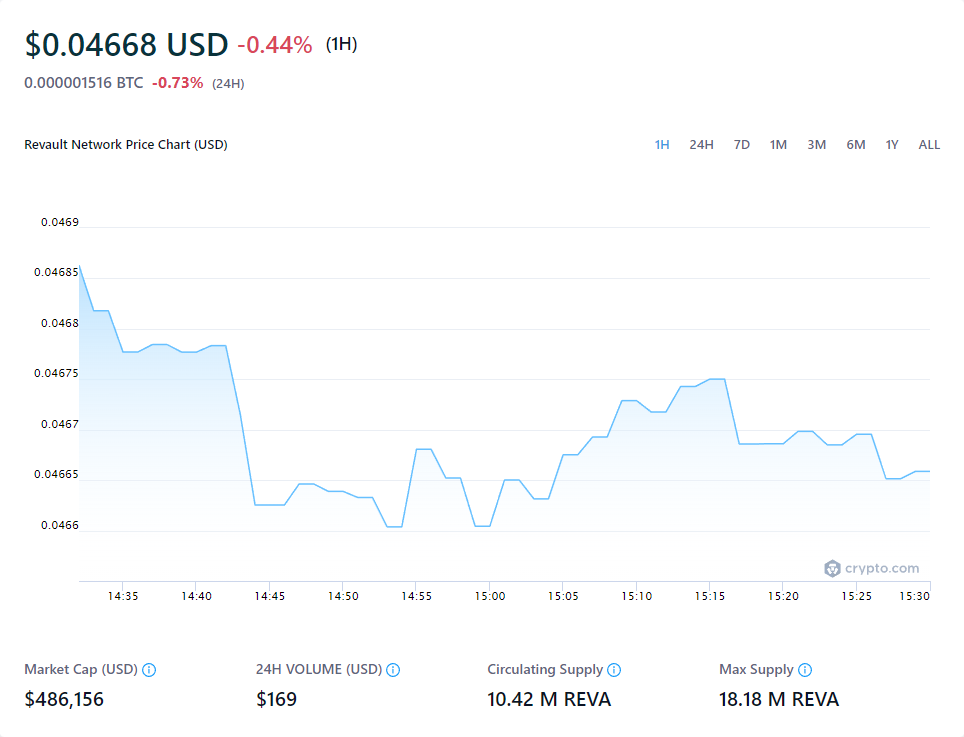 $0.04668 USD -0.44% (1H)
0.000001516 BTC -0.73% (24H)
Revault Network Price Chart (USD)
1H 24H 7D 1M 3M 6M 1Y ALL
0.0469
0.04685
0.0468
0.04675
0.0467
0.04665
0.0466
crypto.com
14:35 14:40 14:45 14:50 14:55 15:00 15:05 15:10 15:15 15:20 15:25 15:30
Market Cap (USD) 24H VOLUME (USD) Circulating Supply Max Supply
$486,156 $169 10.42 M REVA 18.18 M REVA